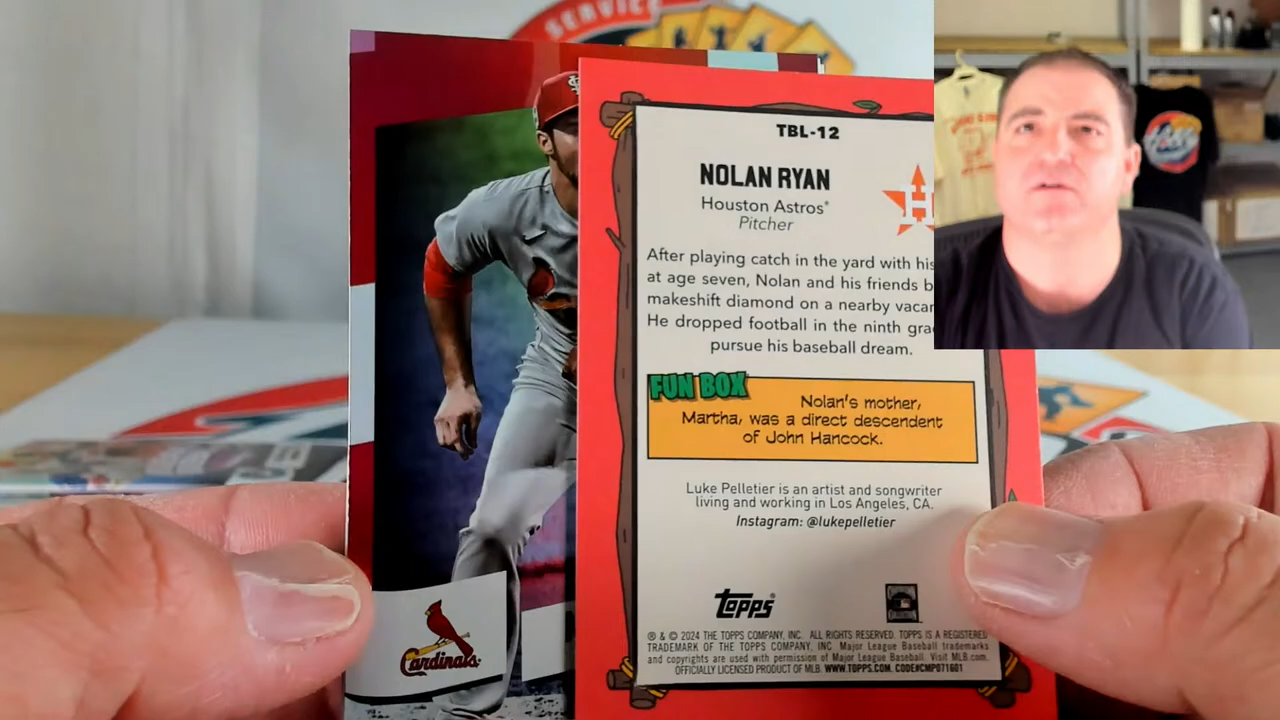 SERVICE
TBL-12
NOLAN RYAN
Houston Astros®
Pitcher
After playing catch in the yard with his
at age seven, Nolan and his friends b
makeshift diamond on a nearby vacan
He dropped football in the ninth gra
pursue his baseball dream.
FUN BOX
Nolan's mother,
Martha, was a direct descendent
of John Hancock.
Luke Pelletier is an artist and songwriter
living and working in Los Angeles, CA.
Instagram: @lukepelletier
Topps
® & © 2024 THE TOPPS COMPANY, INC. ALL RIGHTS RESERVED. TOPPS IS A REGISTERED
TRADEMARK OF THE TOPPS COMPANY, INC. Major League Baseball trademarks
and copyrights are used with permission of Major League Baseball. Visit MLB.com.
OFFICIALLY LICENSED PRODUCT OF MLB. WWW.TOPPS.COM. CODE#CMP071601
Cardinals